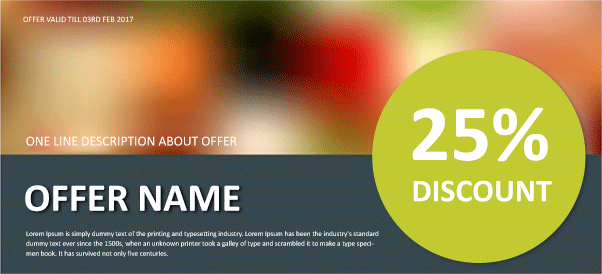 OFFER VALID TILL 03RD FEB 2017
ONE LINE DESCRIPTION ABOUT OFFER
25%
DISCOUNT
OFFER NAME
Lorem Ipsum is simply dummy text of the printing and typesetting industry. Lorem Ipsum has been the industry's standard
dummy text ever since the 1500s, when an unknown printer took a galley of type and scrambled it to make a type speci-
men book. It has survived not only five centuries.